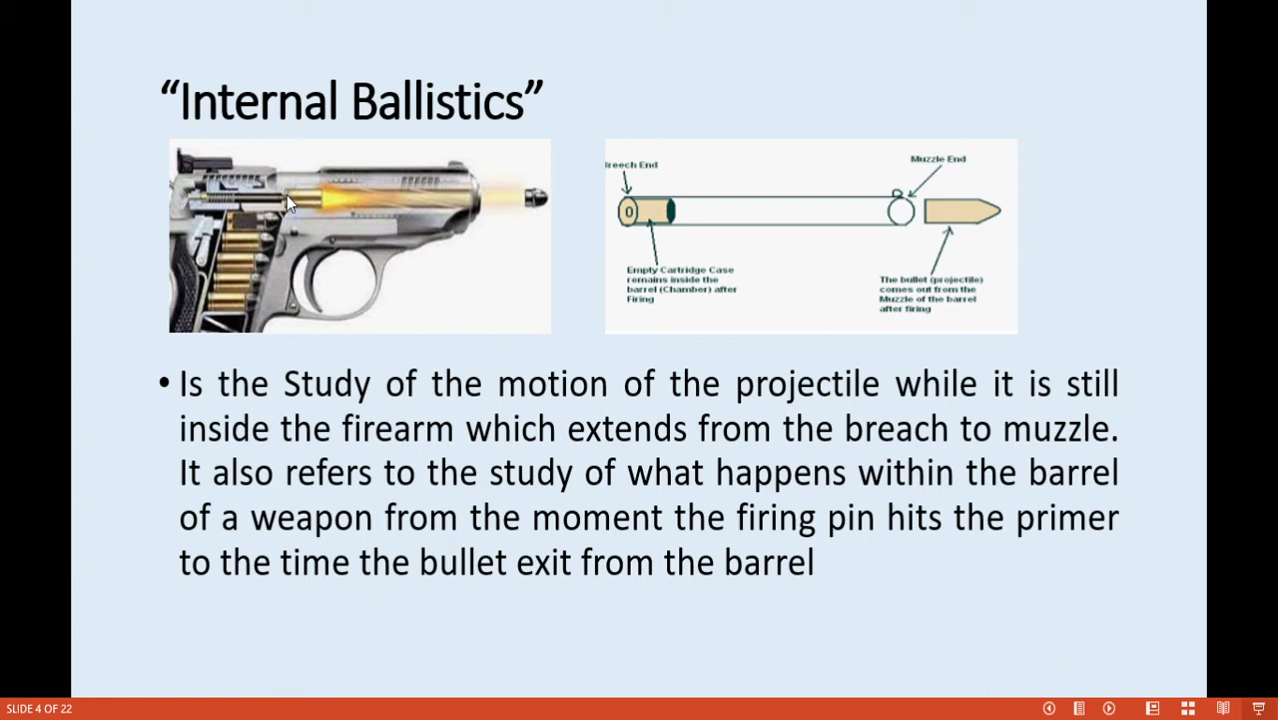 “Internal Ballistics”
reech End
Muzzle End
Empty Cartridge Case
remains inside the
barrel (Chamber) after
Firing
The bullet (projectile)
comes out from the
Muzzle of the barrel
after firing
• Is the Study of the motion of the projectile while it is still
inside the firearm which extends from the breach to muzzle.
It also refers to the study of what happens within the barrel
of a weapon from the moment the firing pin hits the primer
to the time the bullet exit from the barrel
SLIDE 4 OF 22